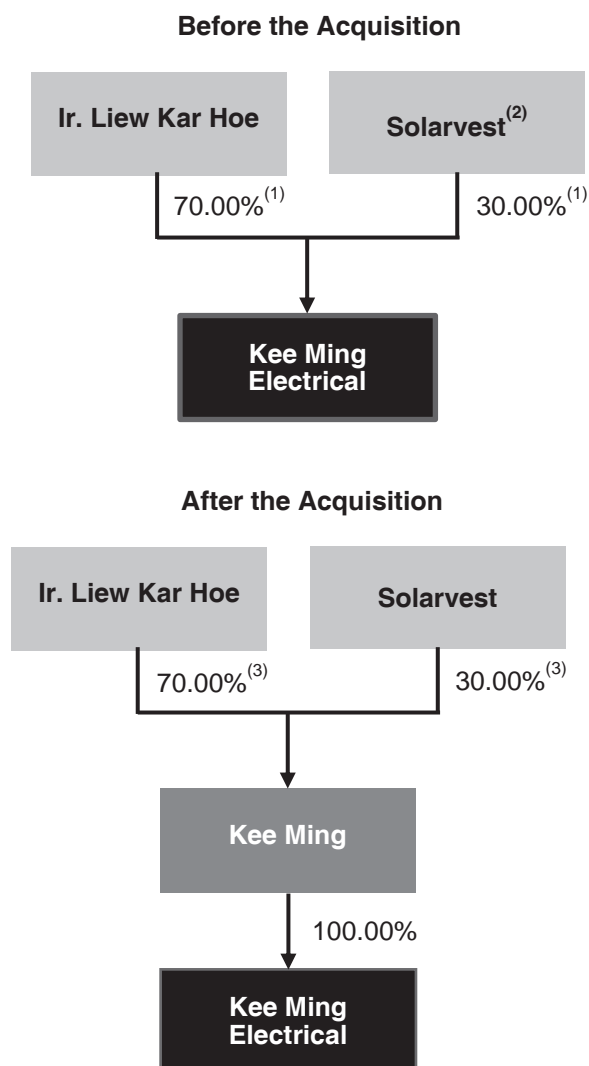 Before the Acquisition
Ir. Liew Kar Hoe
Solarvest(2)
70.00%(1)
30.00%(1)
Kee Ming
Electrical
After the Acquisition
Ir. Liew Kar Hoe
Solarvest
70.00%(3)
30.00%(3)
Kee Ming
100.00%
Kee Ming
Electrical